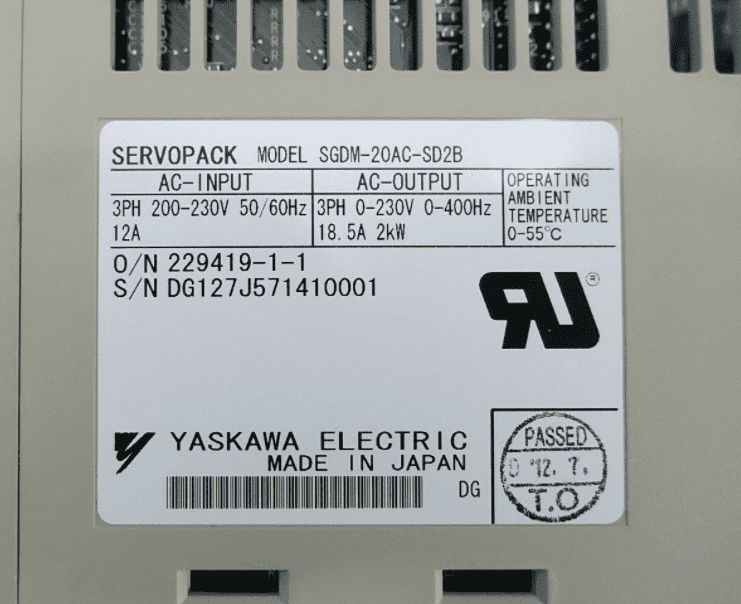 SERVOPACK MODEL SGDM-20AC-SD2B
AC-INPUT
3PH 200-230V 50/60Hz
12A
AC-OUTPUT
3PH 0-230V 0-400Hz
18.5A 2kW
OPERATING
AMBIENT
TEMPERATURE
0-55℃
O/N 229419-1-1
S/N DG127J571410001
RU®
YASKAWA ELECTRIC
MADE IN JAPAN
DG
PASSED
'12. 7.
T.O